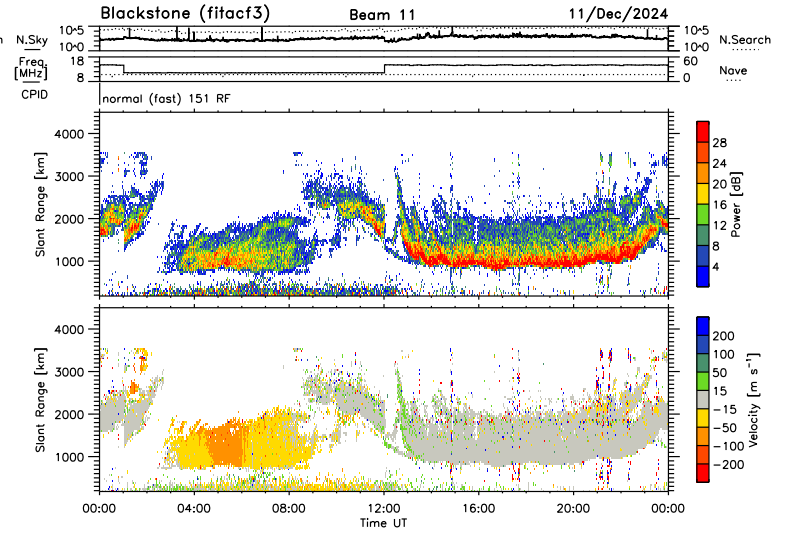 Blackstone (fitacf3) Beam 11 11/Dec/2024
N.Sky 10^5 10^5 N.Search
10^0 10^0
Freq. 18 60 Nave
[MHz] 8 0
CPID normal (fast) 151 RF
Slant Range [km]
4000
3000
2000
1000
28
24
20
16
12
8
4
Power [dB]
Slant Range [km]
4000
3000
2000
1000
200
100
50
15
-15
-50
-100
-200
Velocity [m s⁻¹]
00:00 04:00 08:00 12:00 16:00 20:00 00:00
Time UT